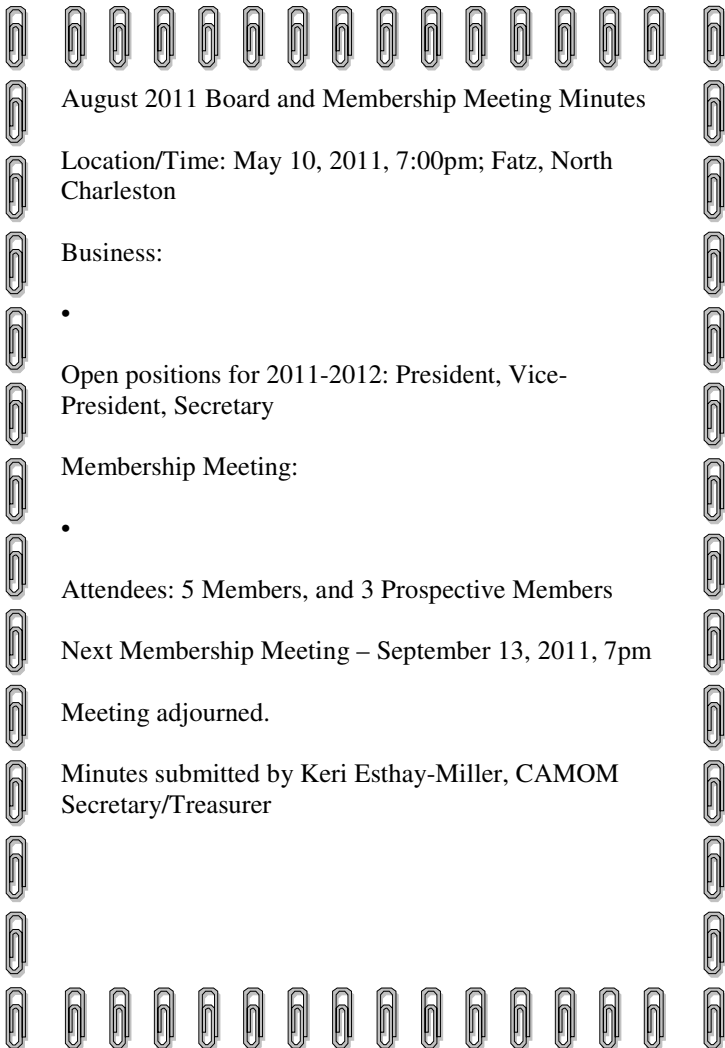 August 2011 Board and Membership Meeting Minutes
Location/Time: May 10, 2011, 7:00pm; Fatz, North
Charleston
Business:
•
Open positions for 2011-2012: President, Vice-
President, Secretary
Membership Meeting:
•
Attendees: 5 Members, and 3 Prospective Members
Next Membership Meeting – September 13, 2011, 7pm
Meeting adjourned.
Minutes submitted by Keri Esthay-Miller, CAMOM
Secretary/Treasurer